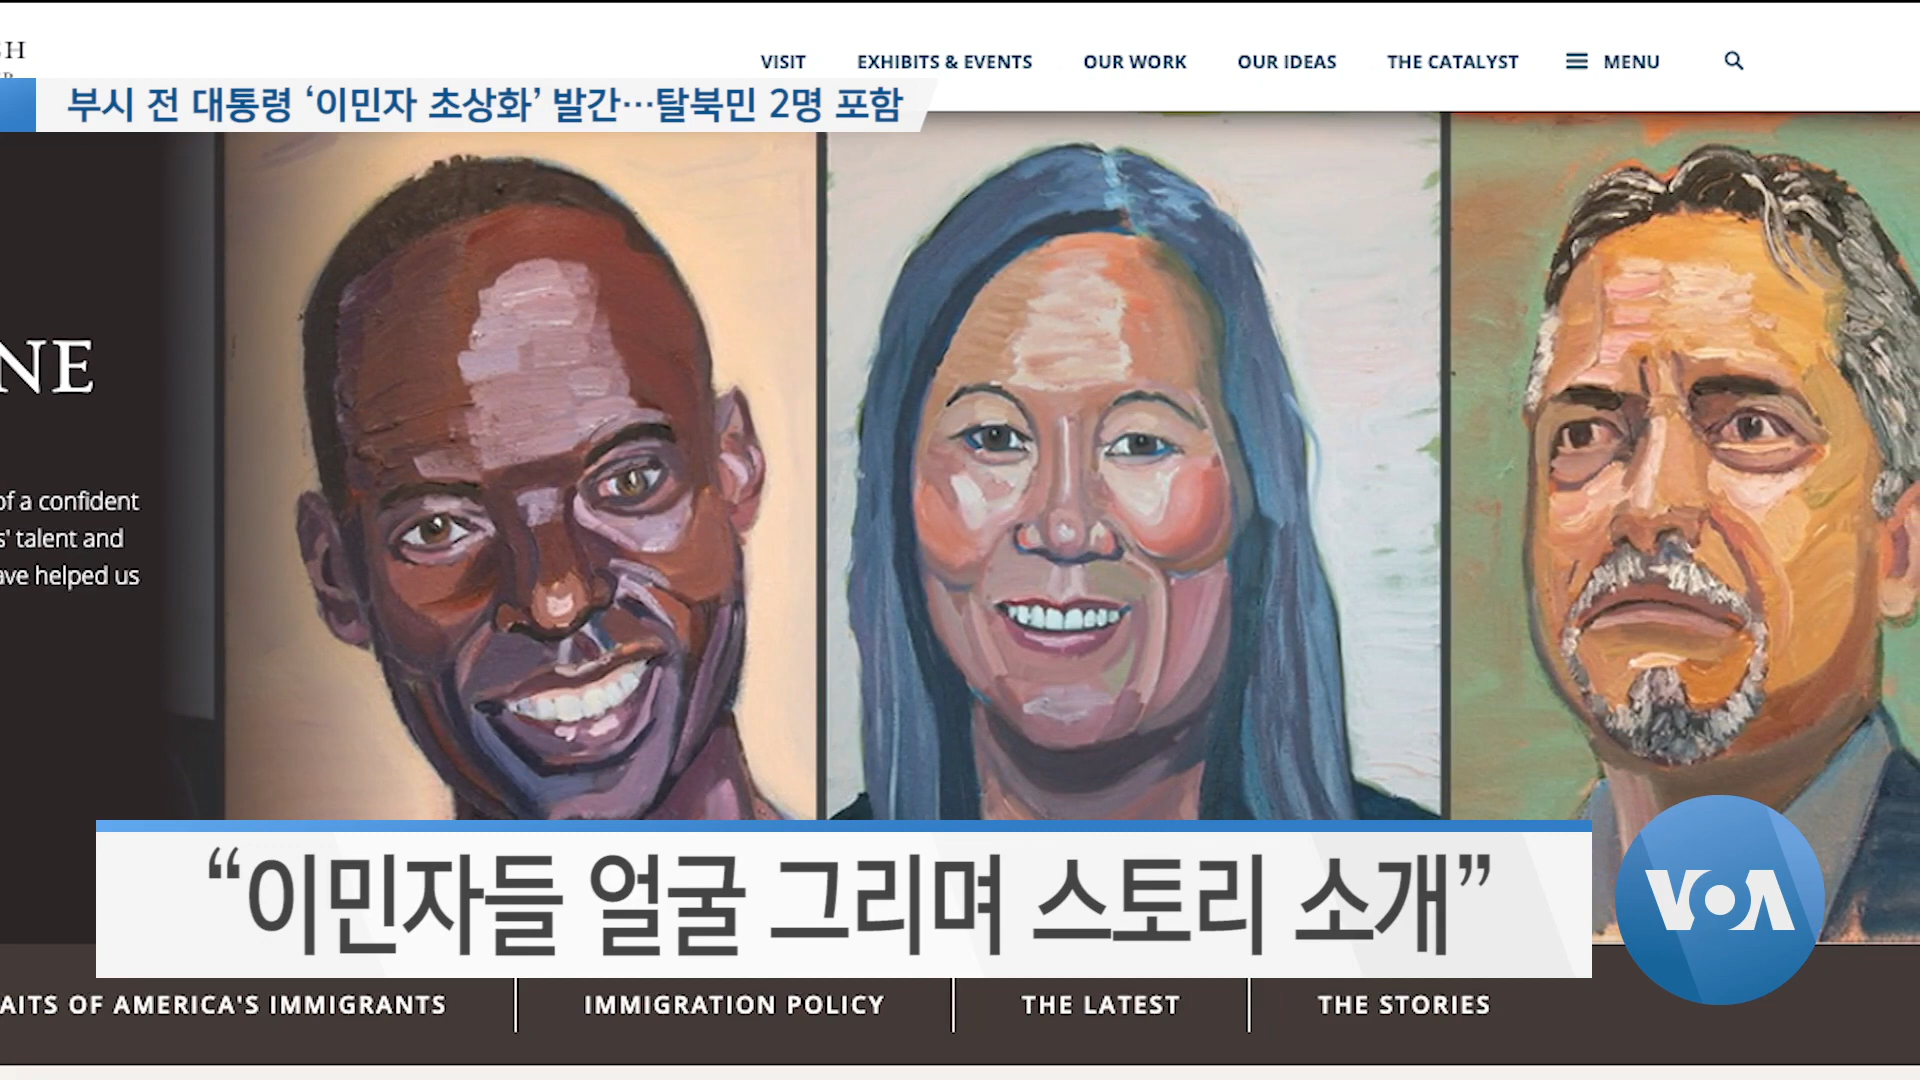 VISIT EXHIBITS & EVENTS OUR WORK OUR IDEAS THE CATALYST MENU
부시 전 대통령 ‘이민자 초상화’ 발간…탈북민 2명 포함
NE
of a confident
s' talent and
ave helped us
“이민자들 얼굴 그리며 스토리 소개”
VOA
AITS OF AMERICA'S IMMIGRANTS IMMIGRATION POLICY THE LATEST THE STORIES